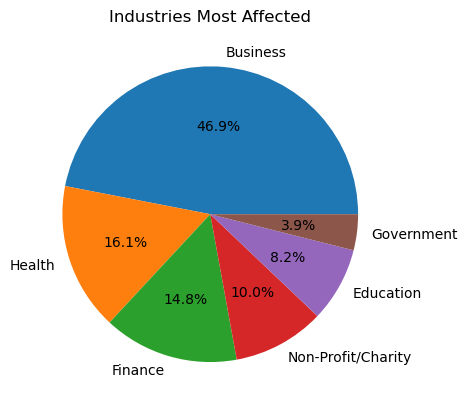 Industries Most Affected
Business
46.9%
Health
16.1%
Finance
14.8%
Non-Profit/Charity
10.0%
Education
8.2%
Government
3.9%